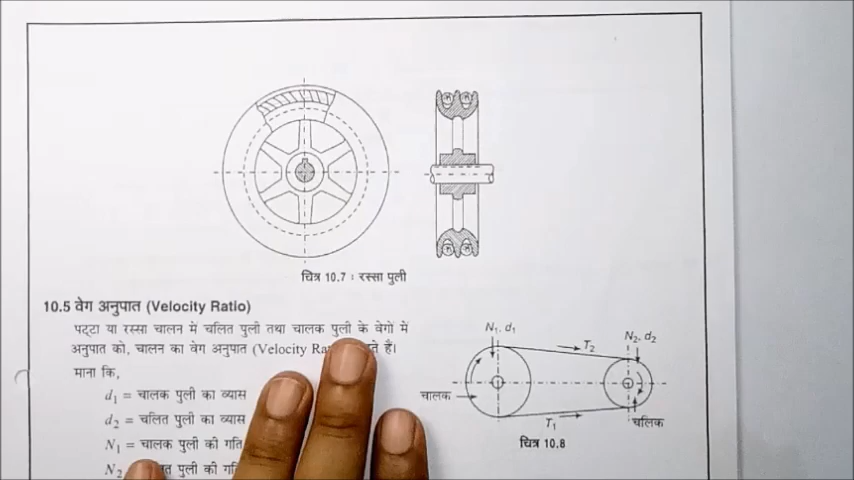 चित्र 10.7 : रस्सा पुली
10.5 वेग अनुपात (Velocity Ratio)
पट्टा या रस्सा चालन में चलित पुली तथा चालक पुली के वेगों में
अनुपात को, चालन का वेग अनुपात (Velocity हैं।
माना कि,
d₁ = चालक पुली का व्यास
d₂ = चलित पुली का व्यास
N₁ = चालक पुली की गति
N₂ पुली की
N₁, d₁
N₂, d₂
T₂
चालक
T₁
चलिक
चित्र 10.8